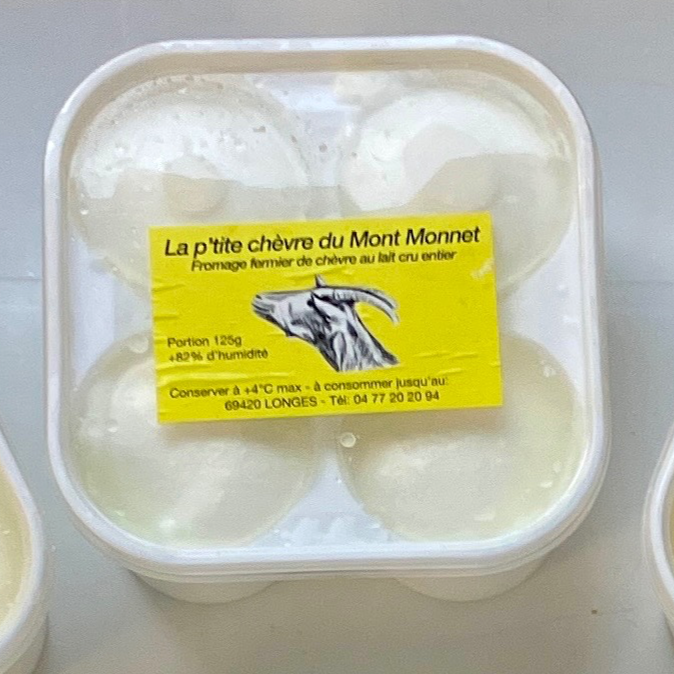 La p'tite chèvre du Mont Monnet
Fromage fermier de chèvre au lait cru entier
Portion 125g
+82% d'humidité
Conserver à +4°C max - à consommer jusqu'au:
69420 LONGES - Tél: 04 77 20 20 94